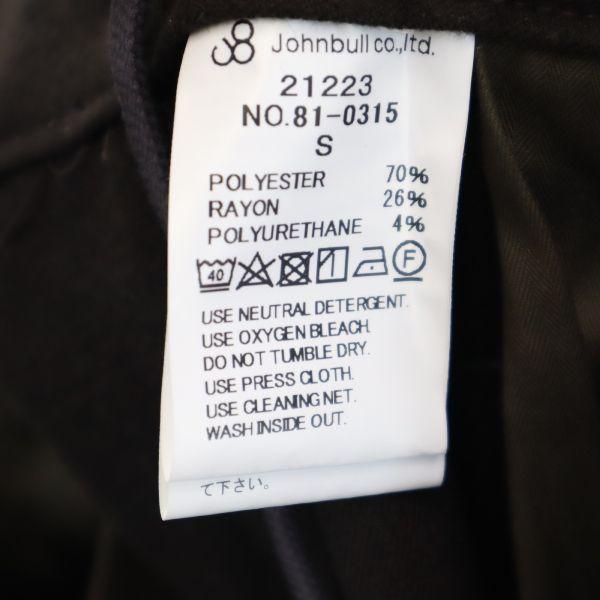 Johnbull co.,ltd.
21223
NO.81-0315
S
POLYESTER 70%
RAYON 26%
POLYURETHANE 4%
40 F
USE NEUTRAL DETERGENT.
USE OXYGEN BLEACH.
DO NOT TUMBLE DRY.
USE PRESS CLOTH.
USE CLEANING NET.
WASH INSIDE OUT.
て下さい。